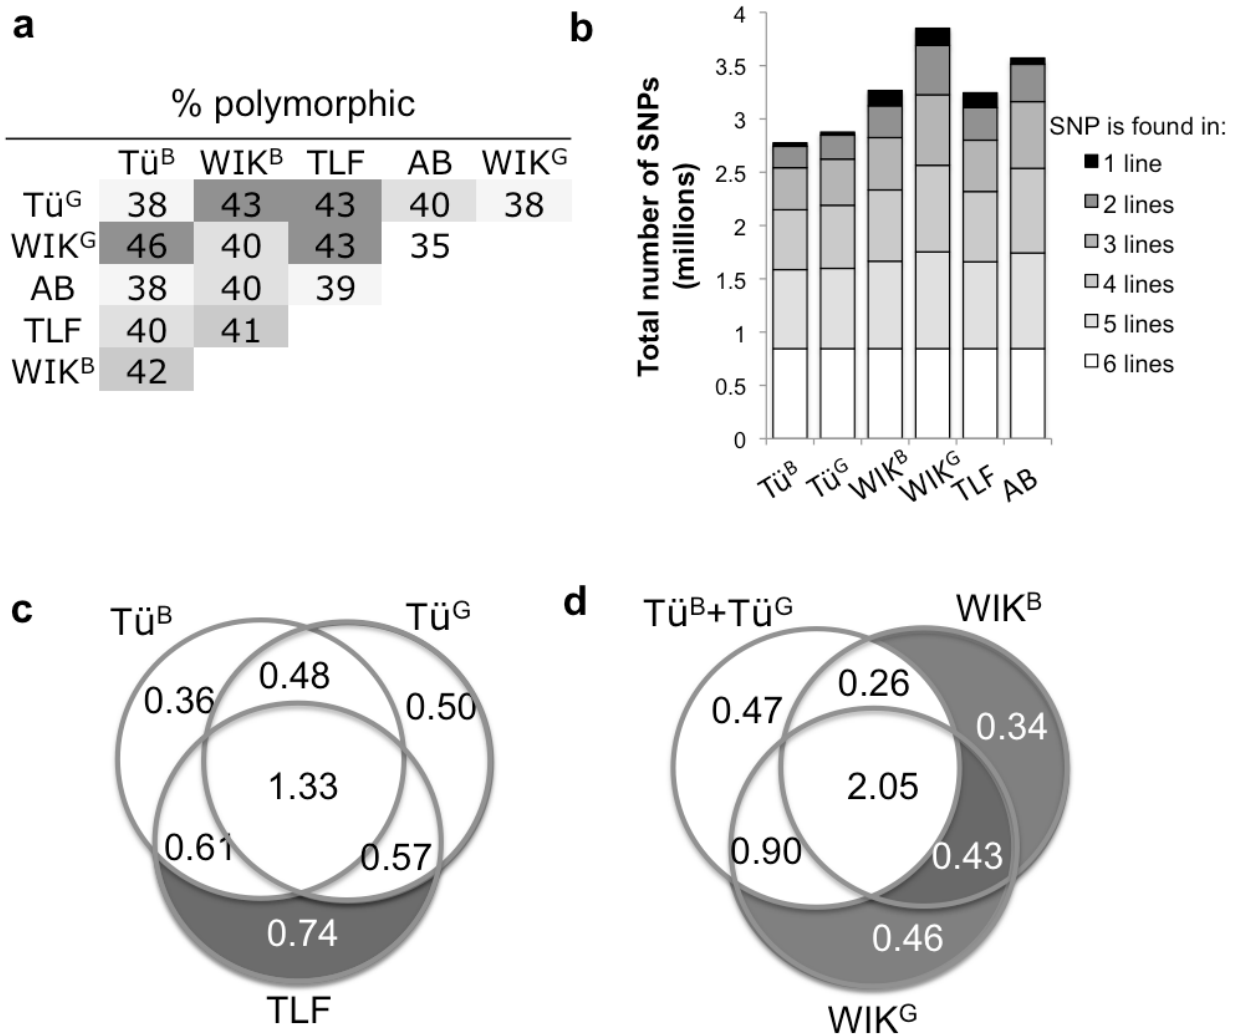 a
% polymorphic
Tüᴮ WIKᴮ TLF AB WIKᴳ
Tüᴳ 38 43 43 40 38
WIKᴳ 46 40 43 35
AB 38 40 39
TLF 40 41
WIKᴮ 42
b
Total number of SNPs
(millions)
4
3.5
3
2.5
2
1.5
1
0.5
0
Tüᴮ Tüᴳ WIKᴮ WIKᴳ TLF AB
SNP is found in:
1 line
2 lines
3 lines
4 lines
5 lines
6 lines
c
Tüᴮ
Tüᴳ
0.36
0.48
0.50
1.33
0.61
0.57
0.74
TLF
d
Tüᴮ+Tüᴳ
WIKᴮ
0.47
0.26
0.34
2.05
0.90
0.43
0.46
WIKᴳ